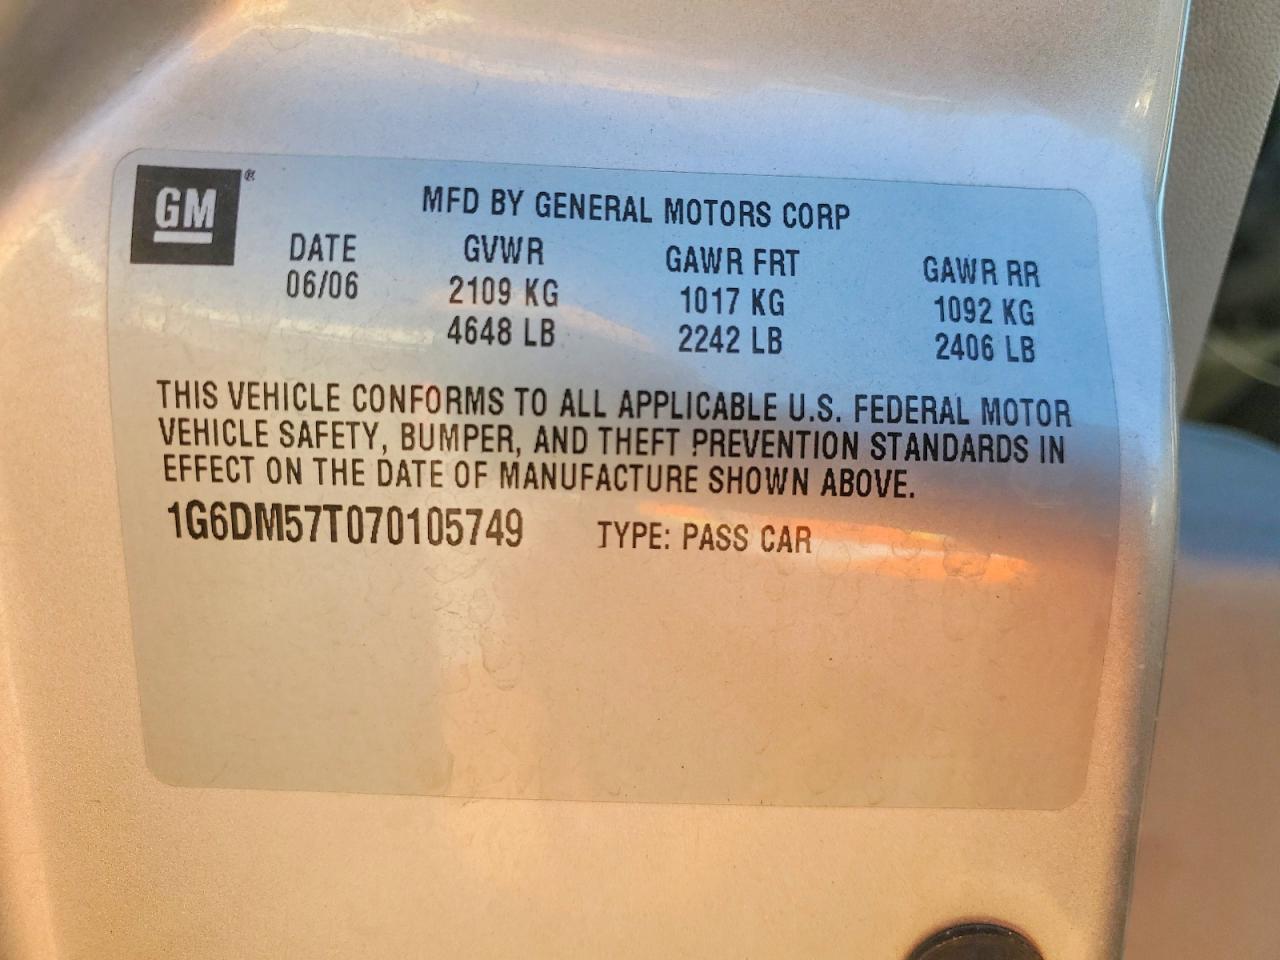 GM®
MFD BY GENERAL MOTORS CORP
DATE GVWR GAWR FRT GAWR RR
06/06 2109 KG 1017 KG 1092 KG
4648 LB 2242 LB 2406 LB
THIS VEHICLE CONFORMS TO ALL APPLICABLE U.S. FEDERAL MOTOR
VEHICLE SAFETY, BUMPER, AND THEFT PREVENTION STANDARDS IN
EFFECT ON THE DATE OF MANUFACTURE SHOWN ABOVE.
1G6DM57T070105749 TYPE: PASS CAR